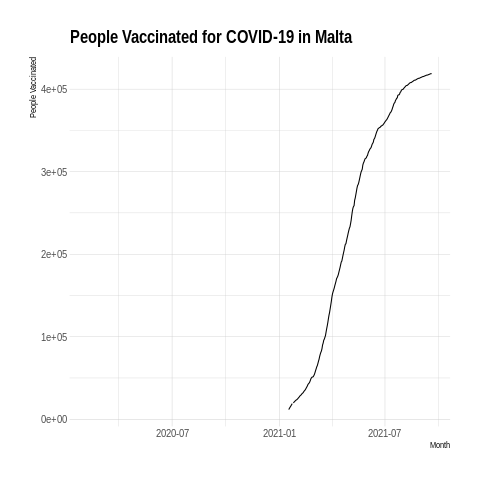 People Vaccinated for COVID-19 in Malta
People Vaccinated
4e+05
3e+05
2e+05
1e+05
0e+00
2020-07 2021-01 2021-07
Month